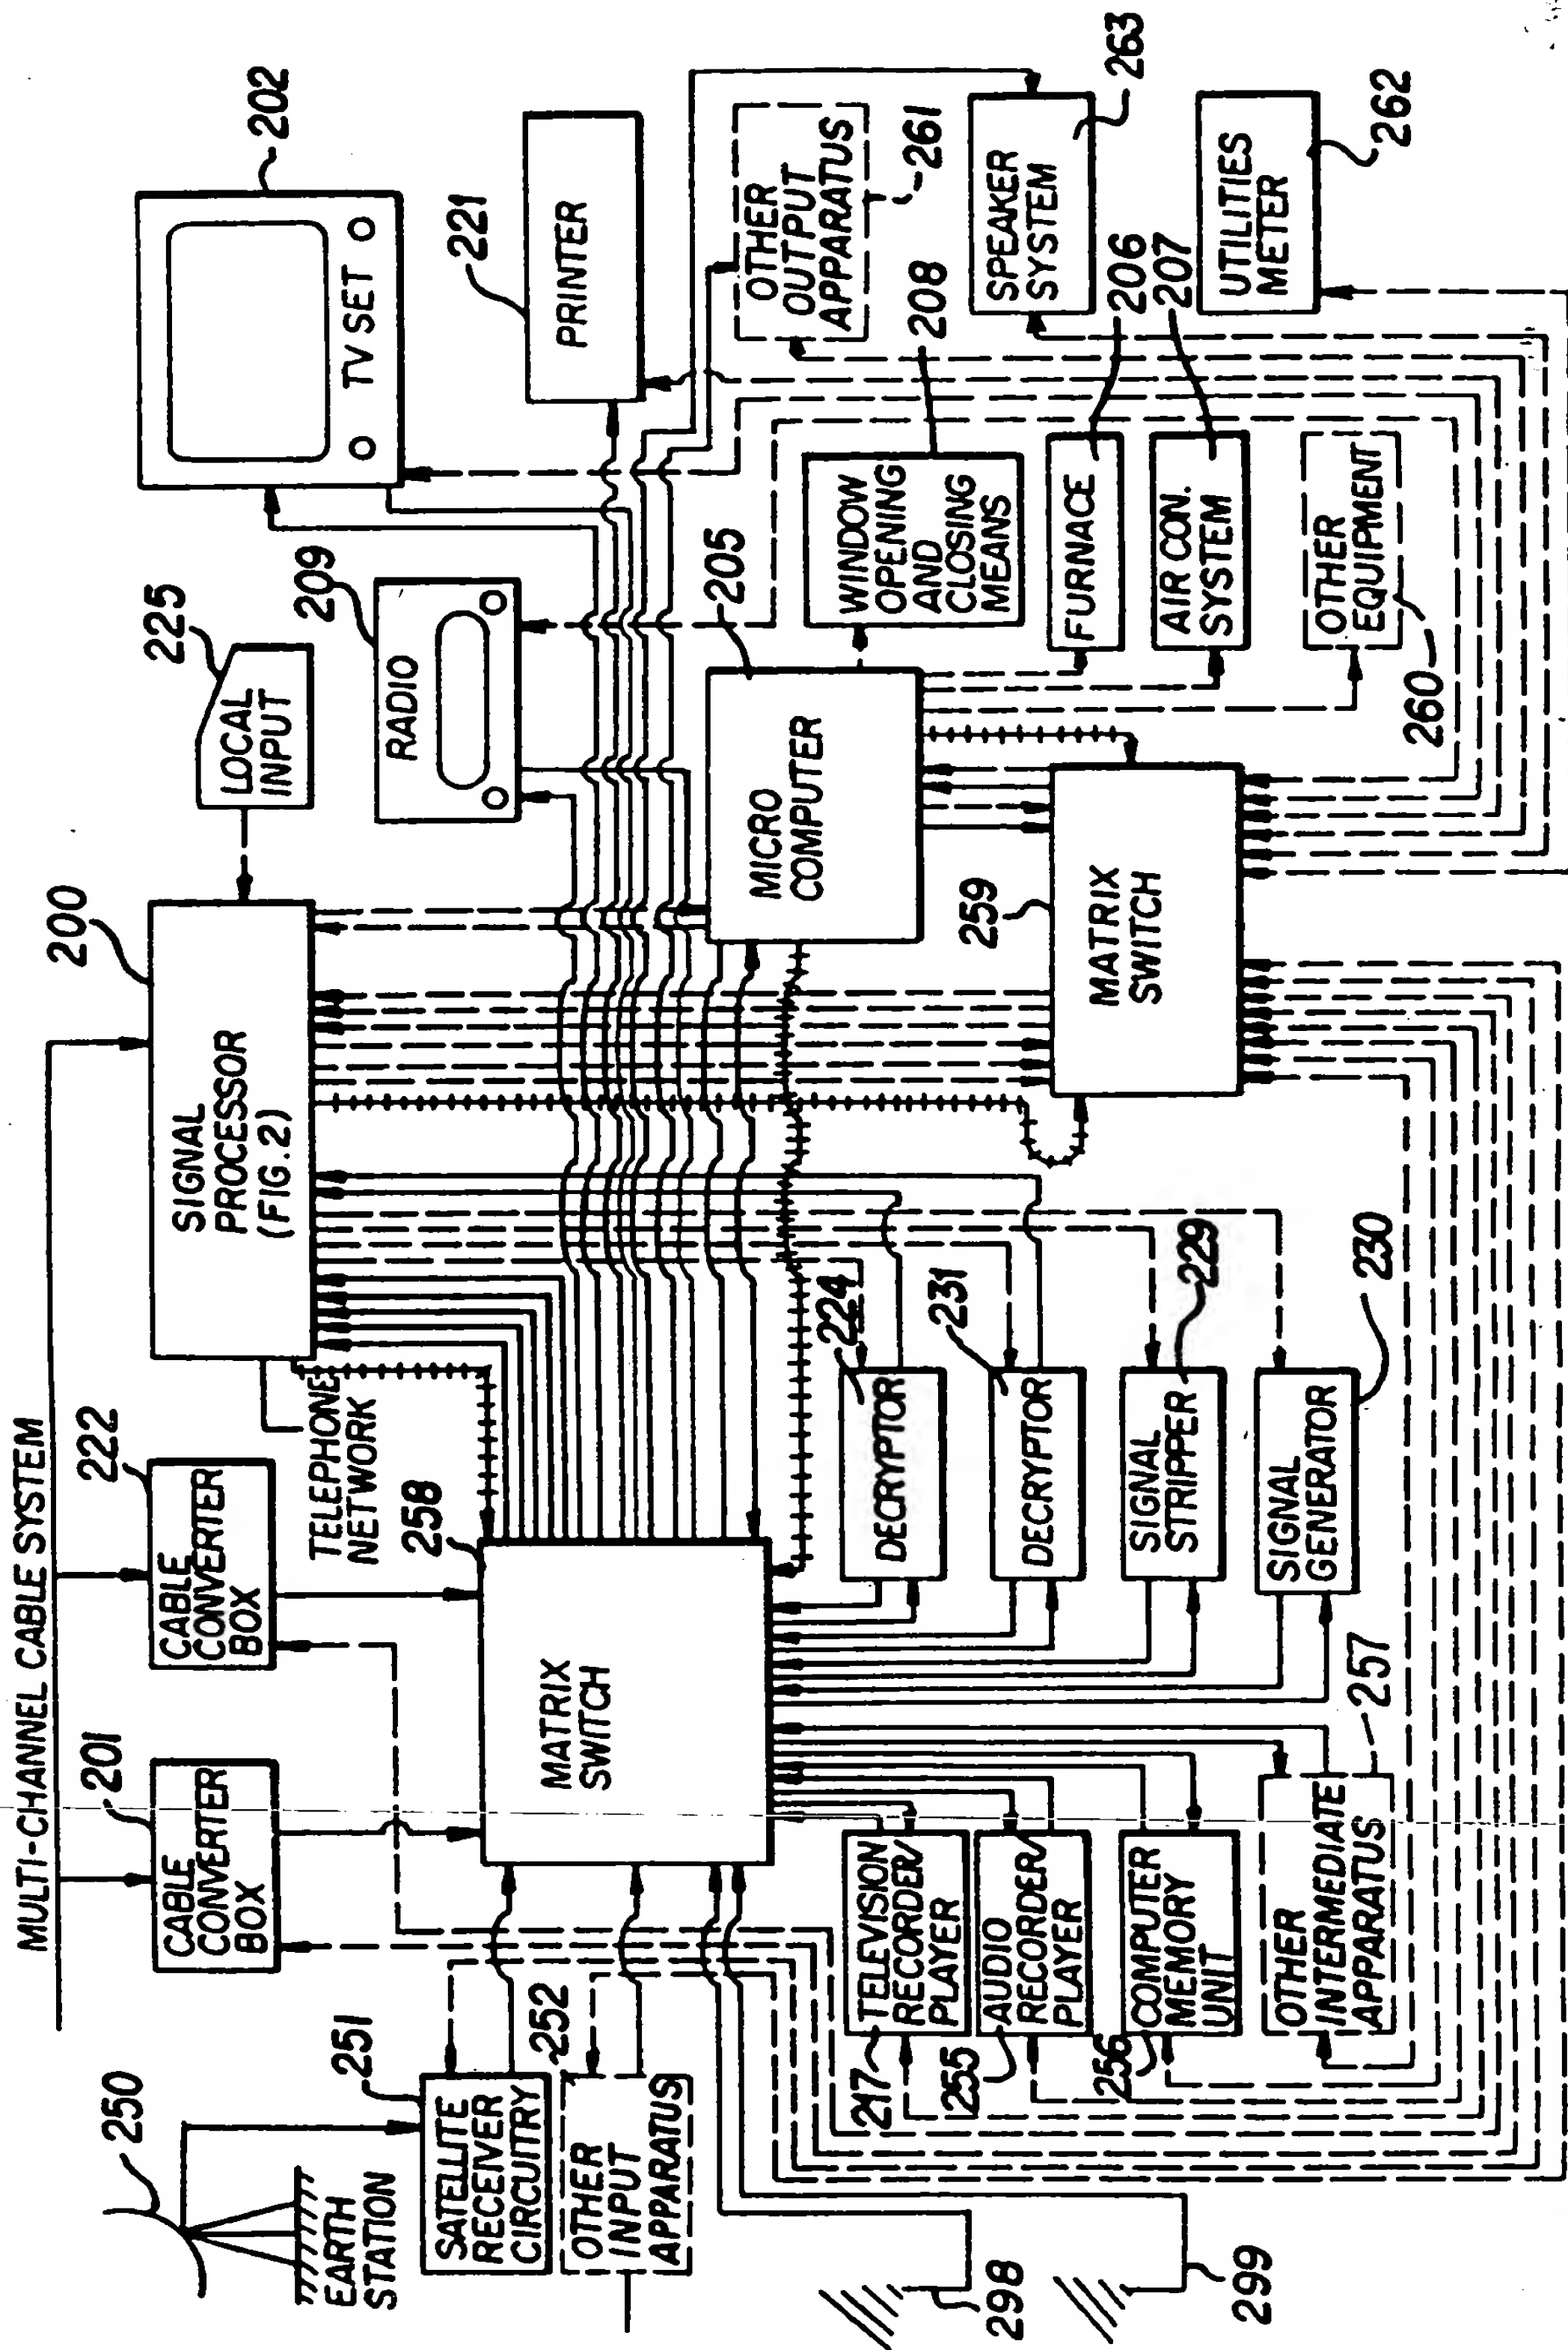 MULTI-CHANNEL CABLE SYSTEM
250
EARTH
STATION
251
SATELLITE
RECEIVER
CIRCUITRY
252
OTHER
INPUT
APPARATUS
298
299
201
CABLE
CONVERTER
BOX
222
CABLE
CONVERTER
BOX
TELEPHONE
NETWORK
258
MATRIX
SWITCH
200
SIGNAL
PROCESSOR
(FIG.2)
225
LOCAL
INPUT
209
RADIO
202
TV SET
221
PRINTER
OTHER
OUTPUT
APPARATUS
261
SPEAKER
SYSTEM
263
UTILITIES
METER
262
205
MICRO
COMPUTER
208
WINDOW
OPENING
AND
CLOSING
MEANS
206
FURNACE
207
AIR CON.
SYSTEM
OTHER
EQUIPMENT
260
259
MATRIX
SWITCH
224
DECRYPTOR
231
DECRYPTOR
229
SIGNAL
STRIPPER
230
SIGNAL
GENERATOR
217
TELEVISION
RECORDER/
PLAYER
255
AUDIO
RECORDER/
PLAYER
256
COMPUTER
MEMORY
UNIT
257
OTHER
INTERMEDIATE
APPARATUS